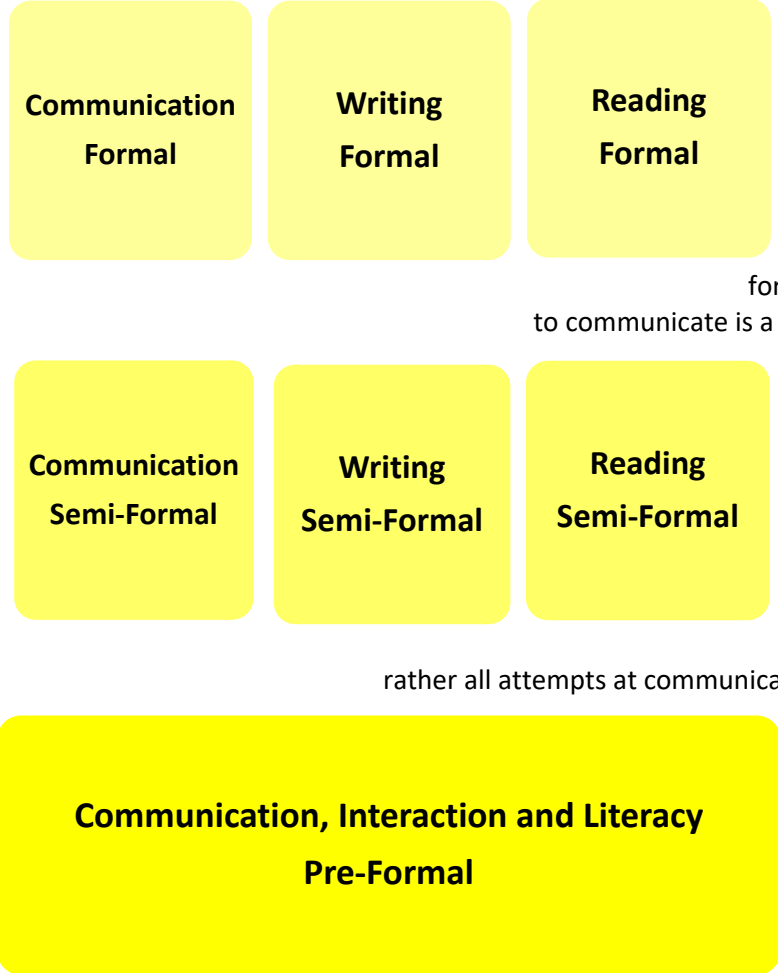 Communication
Formal
Writing
Formal
Reading
Formal
to communicate is a
Communication
Semi-Formal
Writing
Semi-Formal
Reading
Semi-Formal
rather all attempts at
Communication, Interaction and Literacy
Pre-Formal